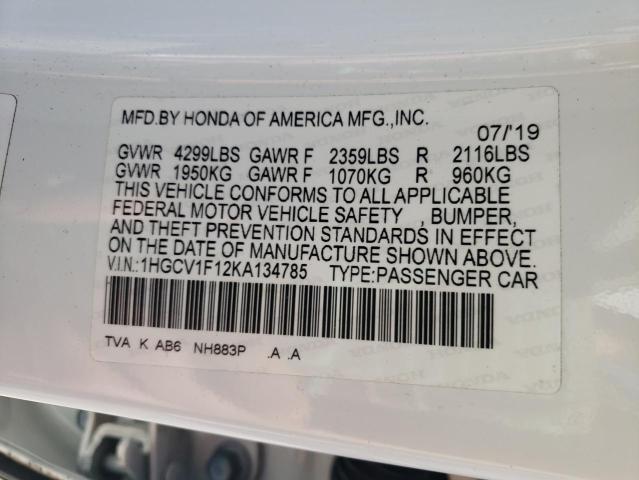 MFD.BY HONDA OF AMERICA MFG.,INC.
07/'19
GVWR 4299LBS GAWR F 2359LBS R 2116LBS
GVWR 1950KG GAWR F 1070KG R 960KG
THIS VEHICLE CONFORMS TO ALL APPLICABLE
FEDERAL MOTOR VEHICLE SAFETY , BUMPER,
AND THEFT PREVENTION STANDARDS IN EFFECT
ON THE DATE OF MANUFACTURE SHOWN ABOVE.
V.I.N.:1HGCV1F12KA134785 TYPE:PASSENGER CAR
TVA K AB6 NH883P .A .A